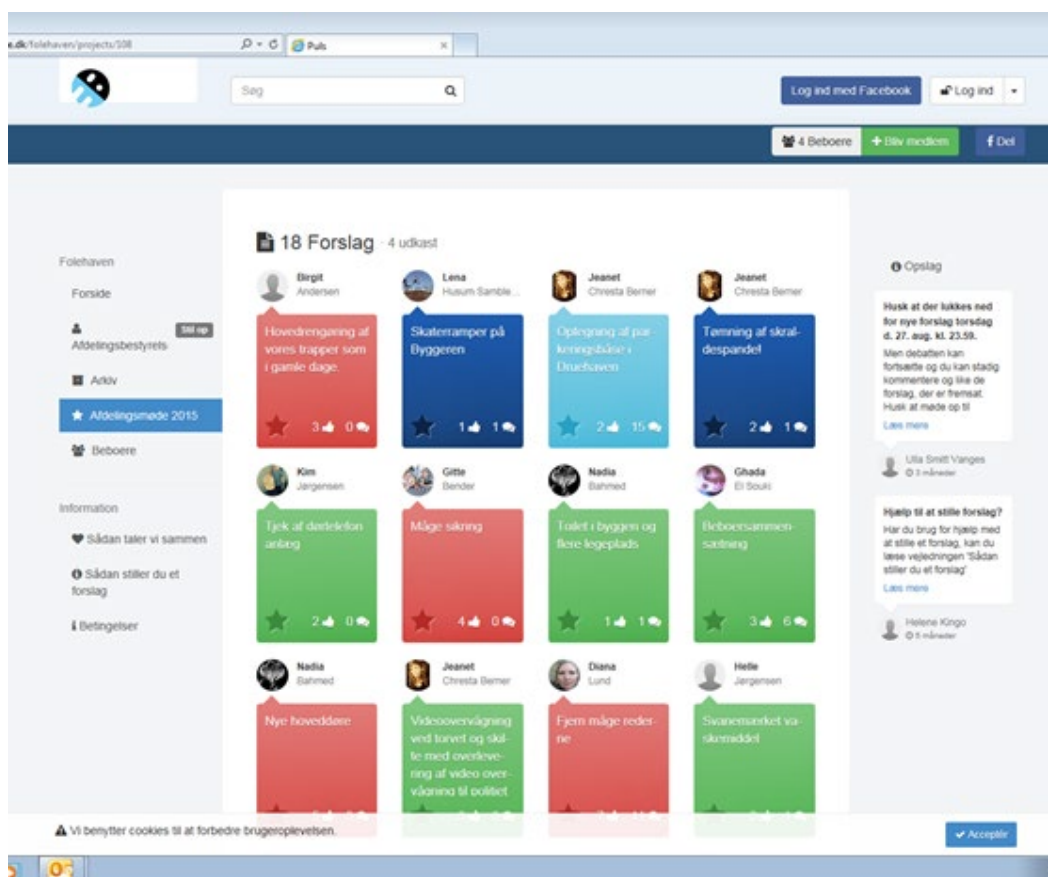 e.dk/folehaven/projects/108
Puls
Søg
Log ind med Facebook
Log ind
4 Beboere
Bliv medlem
Del
Folehaven
Forside
Stil op
Afdelingsbestyrels
Arkiv
Afdelingsmøde 2015
Beboere
Information
Sådan taler vi sammen
Sådan stiller du et
forslag
Betingelser
18 Forslag · 4 udkast
Birgit
Andersen
Hovedrengøring af
vores trapper som
i gamle dage.
3 0
Lena
Husum Samble...
Skaterramper på
Byggeren
1 1
Jeanet
Christa Berner
Optegning af par-
keringsbåse i
Druehaven
2 15
Jeanet
Christa Berner
Tømning af skral-
despande!
2 1
Kim
Jørgensen
Tjek af dørtelefon
anlæg
2 0
Gitte
Bender
Måge sikring
4 0
Nadia
Bahmed
Toilet i byggen og
flere legeplads
1 1
Ghada
El Souki
Beboersammen-
sætning
3 6
Nadia
Bahmed
Nye hoveddøre
Jeanet
Christa Berner
Videoovervågning
ved torvet og skil-
te med overleve-
ring af video over-
vågning til politiet
Diana
Lund
Fjern måge reder-
ne
Helle
Jørgensen
Svanemærket va-
skemiddel
Opslag
Husk at der lukkes ned
for nye forslag torsdag
d. 27. aug. kl. 23.59.
Men debatten kan
fortsætte og du kan stadig
kommentere og like de
forslag, der er fremsat.
Husk at møde op til
Læs mere
Ulla Smitt Vanges
3 måneder
Hjælp til at stille forslag?
Har du brug for hjælp med
at stille et forslag, kan du
læse vejledningen 'Sådan
stiller du et forslag'
Læs mere
Helene Kingo
5 måneder
Vi benytter cookies til at forbedre brugeroplevelsen.
Acceptér